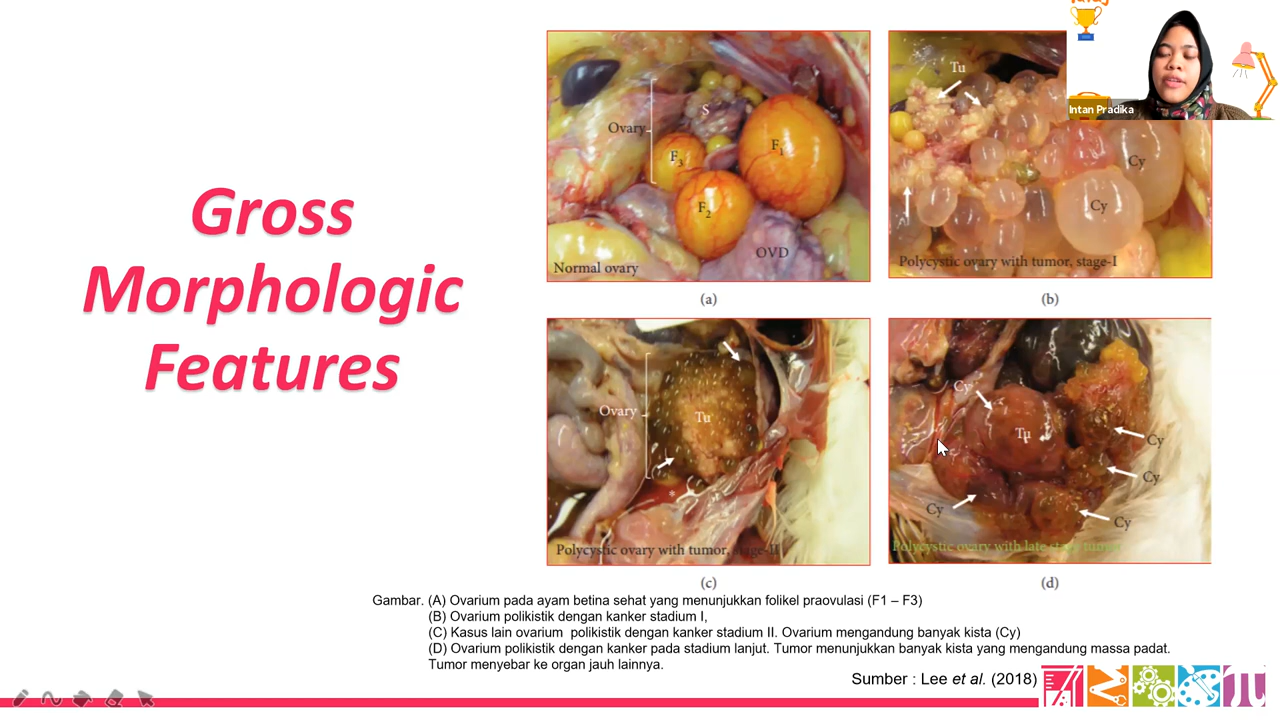 Gross
Morphologic
Features
Ovary
S
F1
F3
F2
OVD
Normal ovary
(a)
Tu
Cy
Cy
Polycystic ovary with tumor, stage-I
(b)
Intan Pradika
Ovary
Tu
*
Polycystic ovary with tumor, stage-II
(c)
Cy
Tu
Cy
Cy
Cy
Cy
Polycystic ovary with late stage tumor
(d)
Gambar. (A) Ovarium pada ayam betina sehat yang menunjukkan folikel praovulasi (F1 – F3)
(B) Ovarium polikistik dengan kanker stadium I,
(C) Kasus lain ovarium polikistik dengan kanker stadium II. Ovarium mengandung banyak kista (Cy)
(D) Ovarium polikistik dengan kanker pada stadium lanjut. Tumor menunjukkan banyak kista yang mengandung massa padat.
Tumor menyebar ke organ jauh lainnya.
Sumber : Lee et al. (2018)